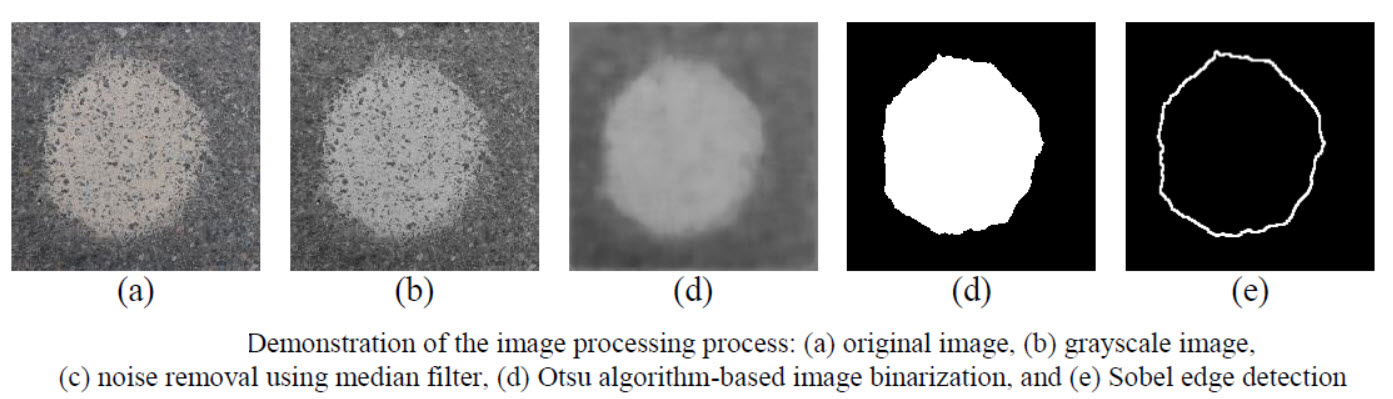 (a) (b) (d) (d) (e)
Demonstration of the image processing process: (a) original image, (b) grayscale image,
(c) noise removal using median filter, (d) Otsu algorithm-based image binarization, and (e) Sobel edge detection